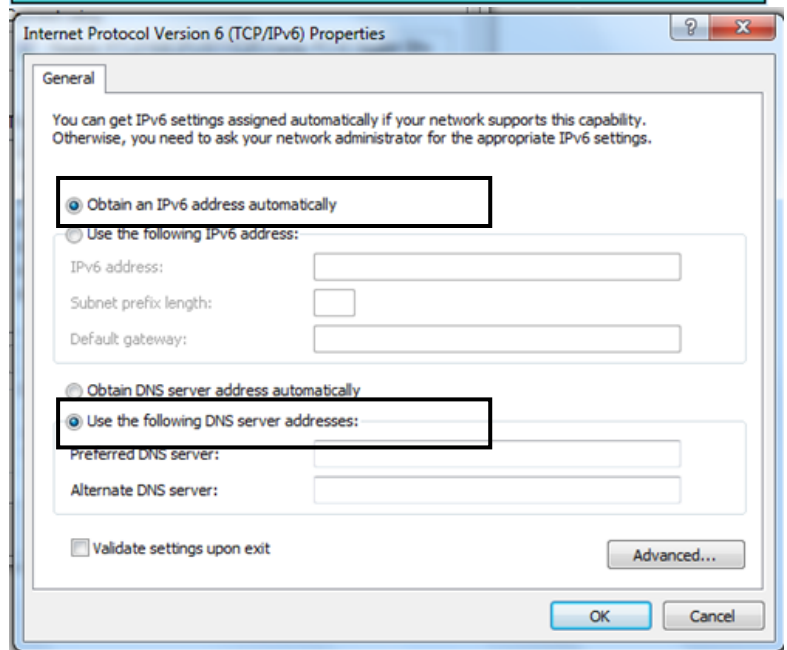 Internet Protocol Version 6 (TCP/IPv6) Properties
General
You can get IPv6 settings assigned automatically if your network supports this capability.
Otherwise, you need to ask your network administrator for the appropriate IPv6 settings.
Obtain an IPv6 address automatically
Use the following IPv6 address:
IPv6 address:
Subnet prefix length:
Default gateway:
Obtain DNS server address automatically
Use the following DNS server addresses:
Preferred DNS server:
Alternate DNS server:
Validate settings upon exit
Advanced...
OK
Cancel